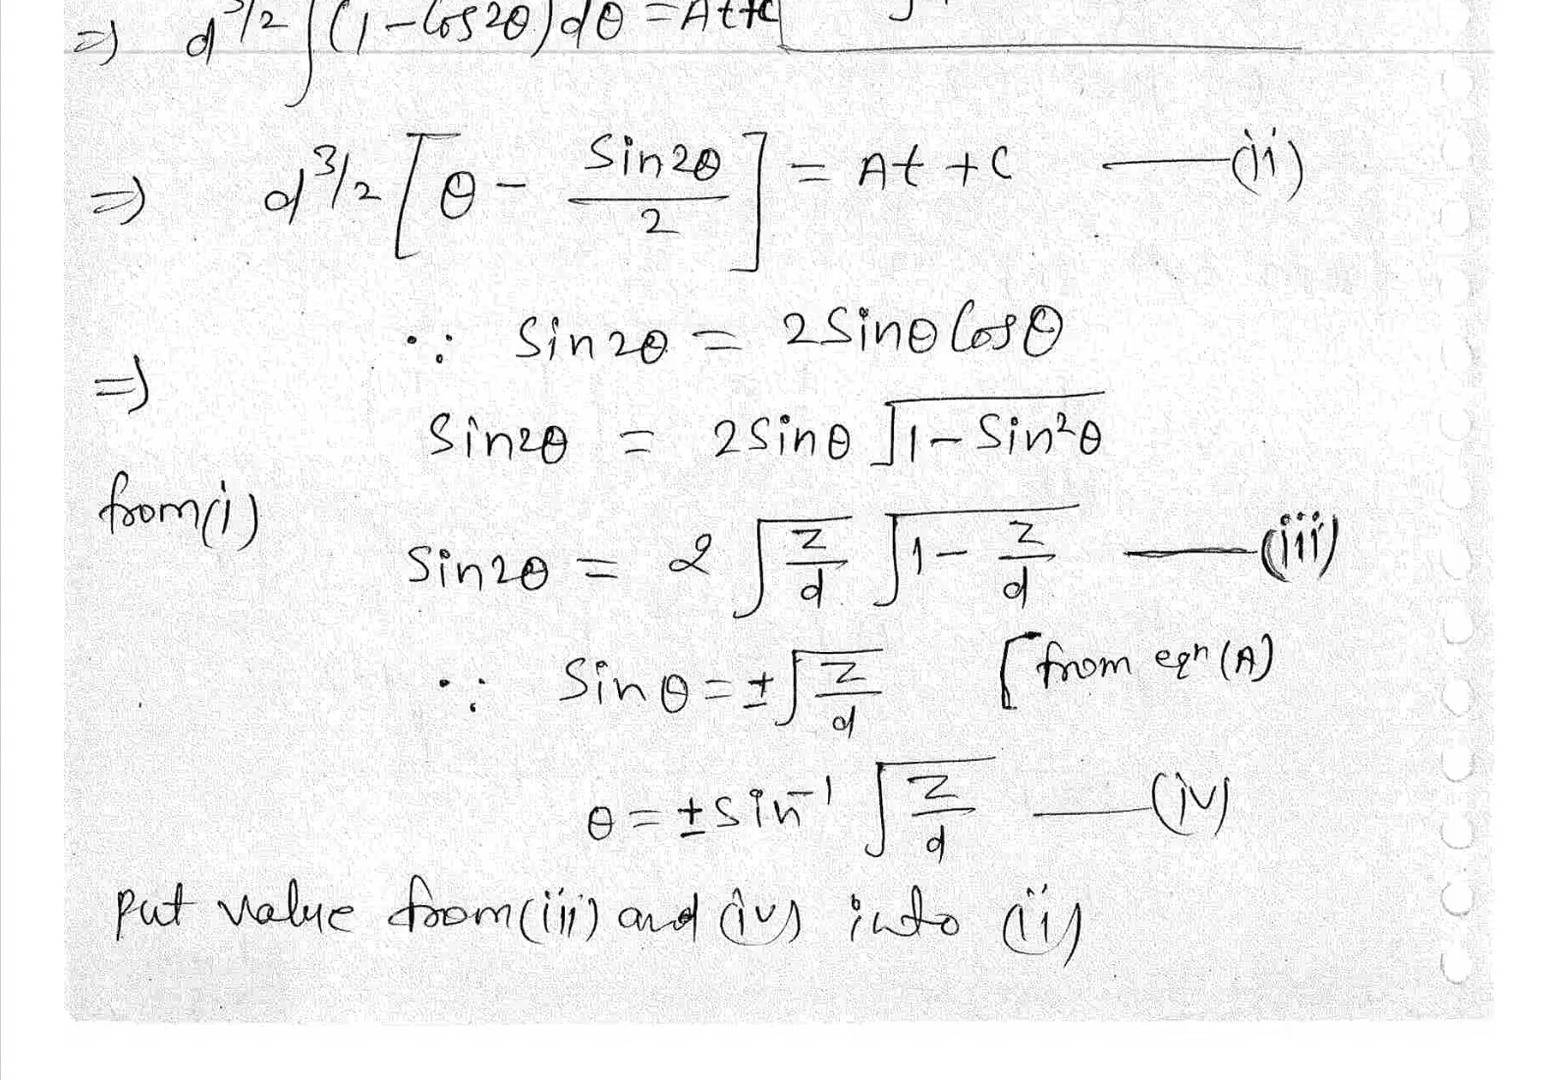 => d^3/2 ∫(1-Cos2θ)dθ = At+C
=> d^3/2 [θ - Sin2θ/2] = At + C —(ii)
∵ Sin2θ = 2Sinθ Cosθ
=>
Sin2θ = 2Sinθ √(1-Sin²θ)
from(i)
Sin2θ = 2 √(z/d) √(1-z/d) —(iii)
∵ Sinθ = ±√(z/d) [from eqn (A)
θ = ±Sin⁻¹ √(z/d) —(iv)
Put value from(iii) and (iv) into (ii)